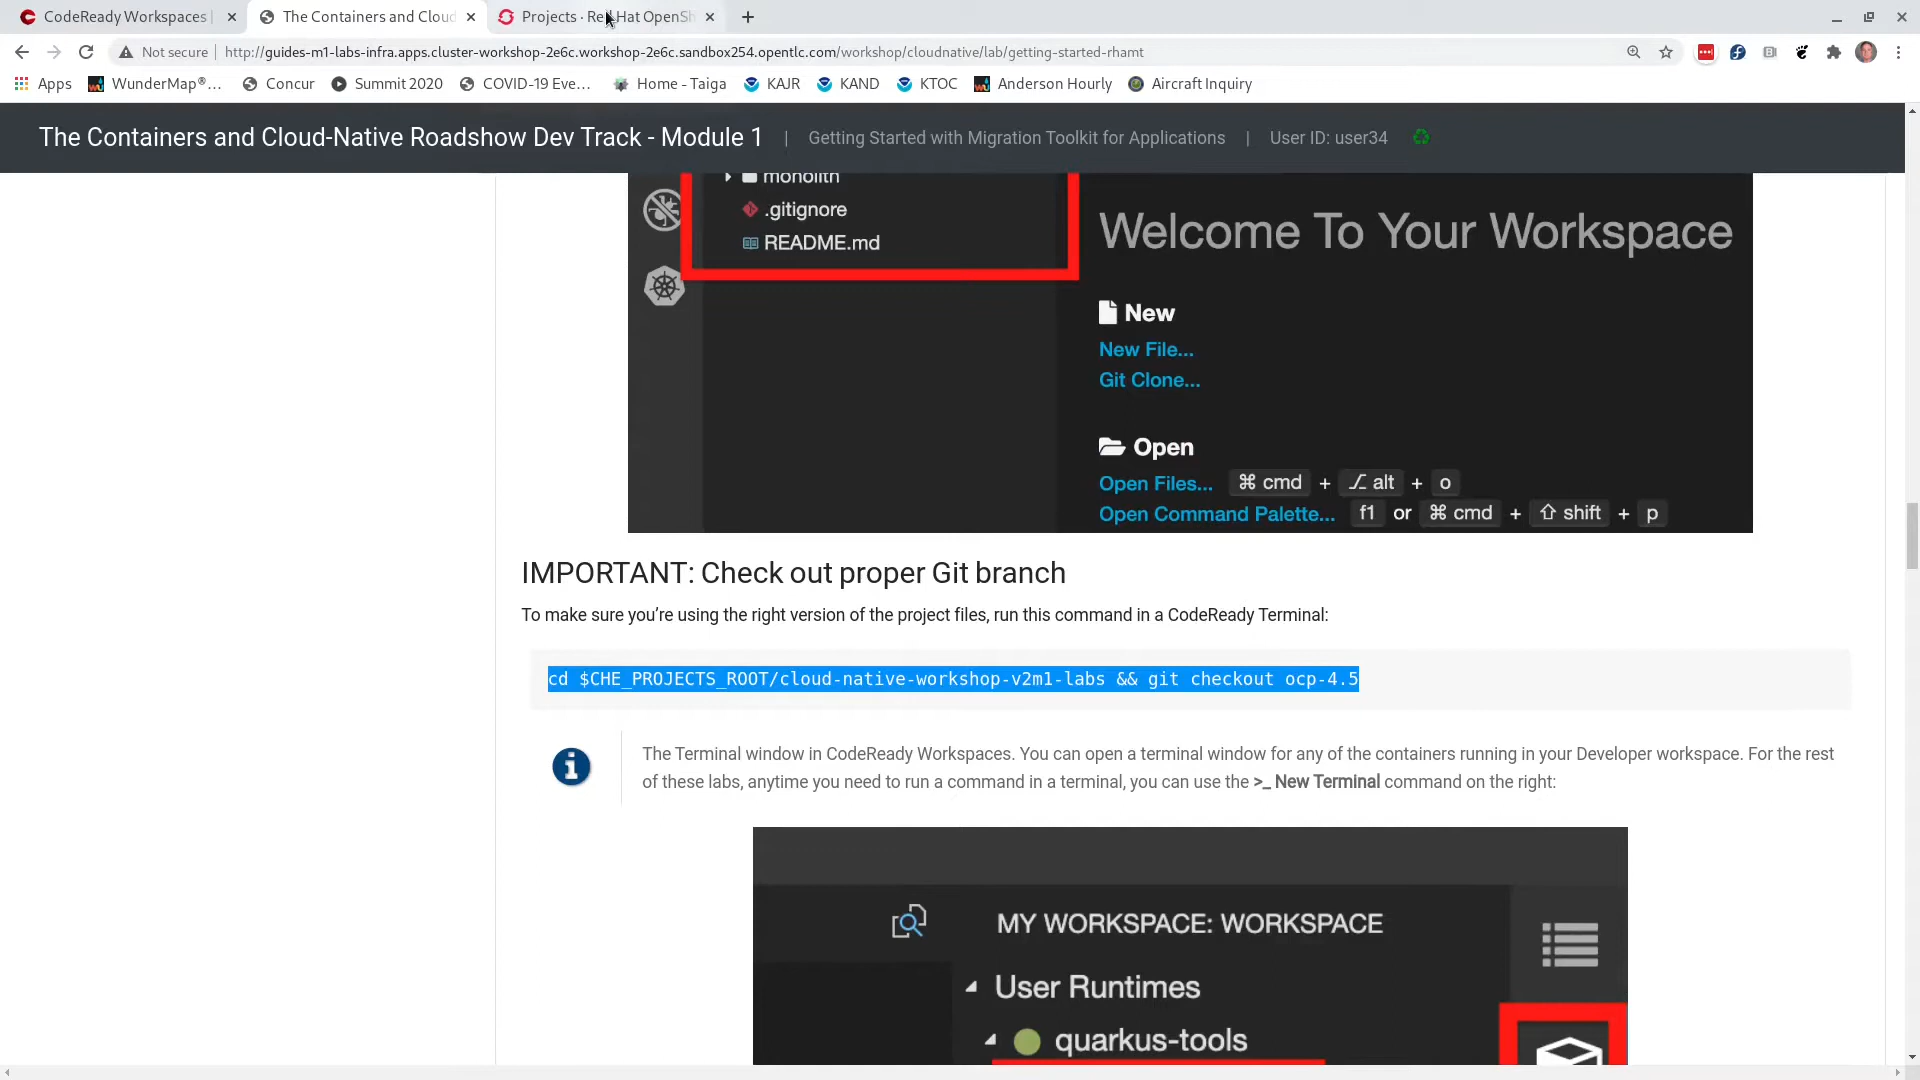 CodeReady Workspaces |
The Containers and Cloud
Projects · Red Hat OpenSh
Not secure
http://guides-m1-labs-infra.apps.cluster-workshop-2e6c.workshop-2e6c.sandbox254.opentlc.com/workshop/cloudnative/lab/getting-started-rhamt
Apps
WunderMap®...
Concur
Summit 2020
COVID-19 Eve...
Home - Taiga
KAJR
KAND
KTOC
Anderson Hourly
Aircraft Inquiry
The Containers and Cloud-Native Roadshow Dev Track - Module 1 | Getting Started with Migration Toolkit for Applications | User ID: user34
monolith
.gitignore
README.md
Welcome To Your Workspace
New
New File...
Git Clone...
Open
Open Files... ⌘ cmd + ⌥ alt + o
Open Command Palette... f1 or ⌘ cmd + ⇧ shift + p
IMPORTANT: Check out proper Git branch
To make sure you’re using the right version of the project files, run this command in a CodeReady Terminal:
cd $CHE_PROJECTS_ROOT/cloud-native-workshop-v2m1-labs && git checkout ocp-4.5
The Terminal window in CodeReady Workspaces. You can open a terminal window for any of the containers running in your Developer workspace. For the rest
of these labs, anytime you need to run a command in a terminal, you can use the >_ New Terminal command on the right:
MY WORKSPACE: WORKSPACE
User Runtimes
quarkus-tools